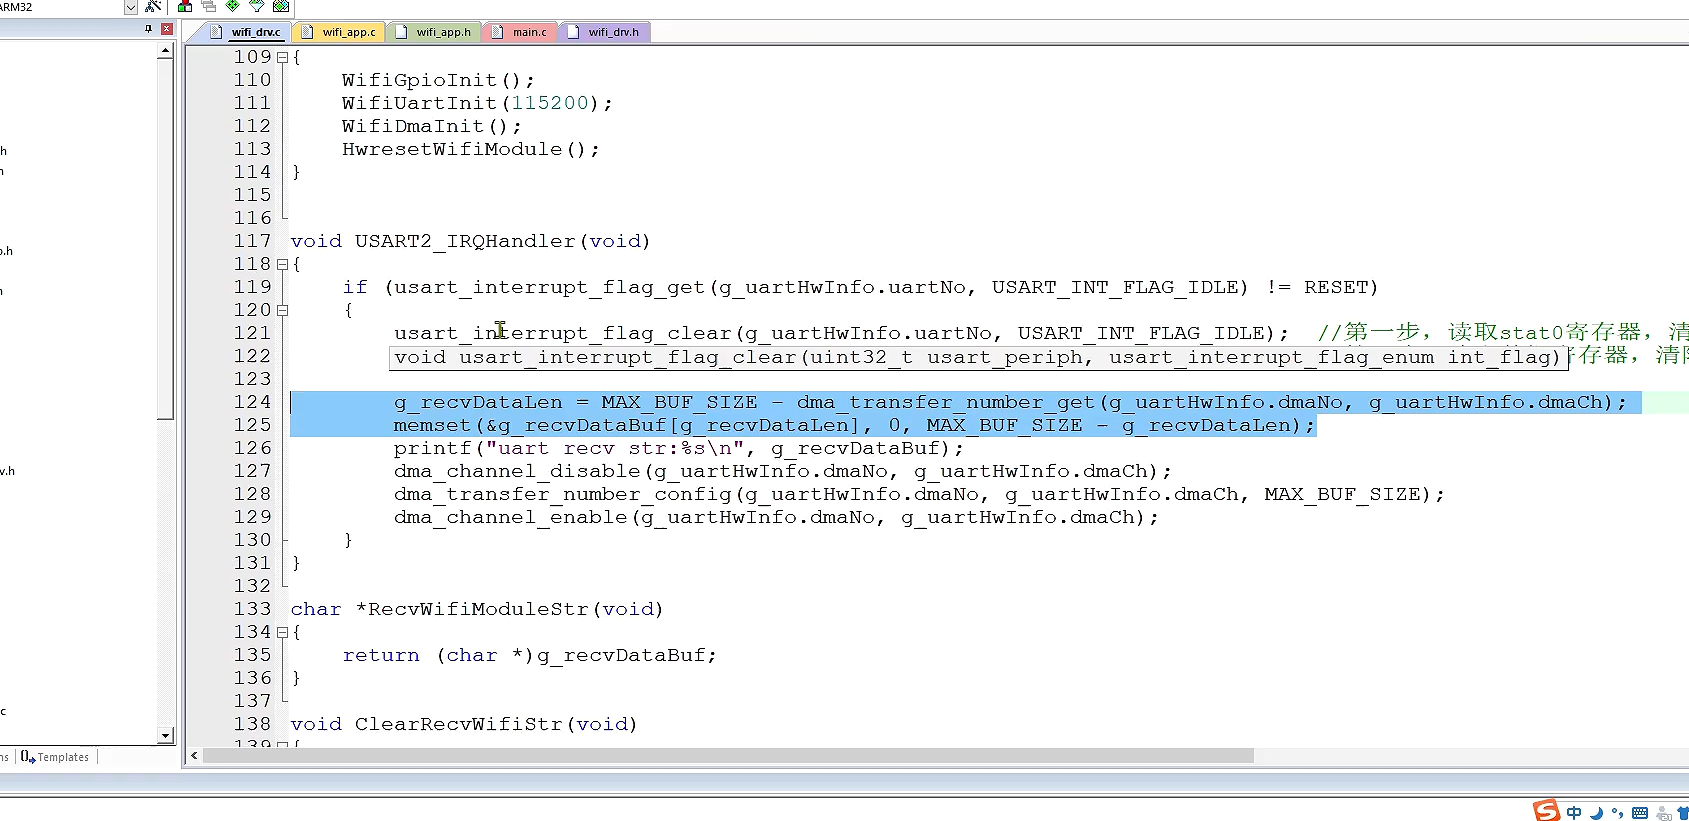 ARM32
wifi_drv.c wifi_app.c wifi_app.h main.c wifi_drv.h
109 {
110 WifiGpioInit();
111 WifiUartInit(115200);
112 WifiDmaInit();
113 HwresetWifiModule();
114 }
115
116
117 void USART2_IRQHandler(void)
118 {
119 if (usart_interrupt_flag_get(g_uartHwInfo.uartNo, USART_INT_FLAG_IDLE) != RESET)
120 {
121 usart_interrupt_flag_clear(g_uartHwInfo.uartNo, USART_INT_FLAG_IDLE); //第一步，读取stat0寄存器，清
122 void usart_interrupt_flag_clear(uint32_t usart_periph, usart_interrupt_flag_enum int_flag) 存器，清除
123
124 g_recvDataLen = MAX_BUF_SIZE - dma_transfer_number_get(g_uartHwInfo.dmaNo, g_uartHwInfo.dmaCh);
125 memset(&g_recvDataBuf[g_recvDataLen], 0, MAX_BUF_SIZE - g_recvDataLen);
126 printf("uart recv str:%s\n", g_recvDataBuf);
127 dma_channel_disable(g_uartHwInfo.dmaNo, g_uartHwInfo.dmaCh);
128 dma_transfer_number_config(g_uartHwInfo.dmaNo, g_uartHwInfo.dmaCh, MAX_BUF_SIZE);
129 dma_channel_enable(g_uartHwInfo.dmaNo, g_uartHwInfo.dmaCh);
130 }
131 }
132
133 char *RecvWifiModuleStr(void)
134 {
135 return (char *)g_recvDataBuf;
136 }
137
138 void ClearRecvWifiStr(void)
139 {
Templates
中